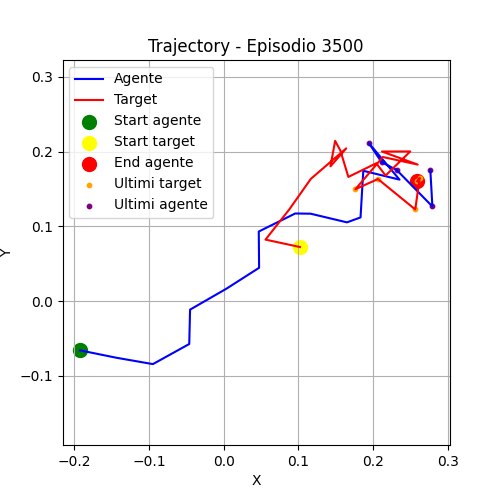 Trajectory - Episodio 3500
Agente
Target
Start agente
Start target
End agente
Ultimi target
Ultimi agente
0.3
0.2
0.1
0.0
−0.1
Y
−0.2
−0.1
0.0
0.1
0.2
0.3
X